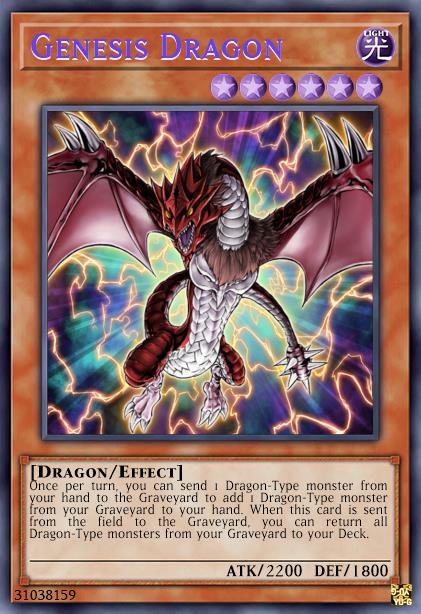 Genesis Dragon
LIGHT
光
[Dragon/Effect]
Once per turn, you can send 1 Dragon-Type monster from
your hand to the Graveyard to add 1 Dragon-Type monster
from your Graveyard to your hand. When this card is sent
from the field to the Graveyard, you can return all
Dragon-Type monsters from your Graveyard to your Deck.
ATK/2200 DEF/1800
31038159